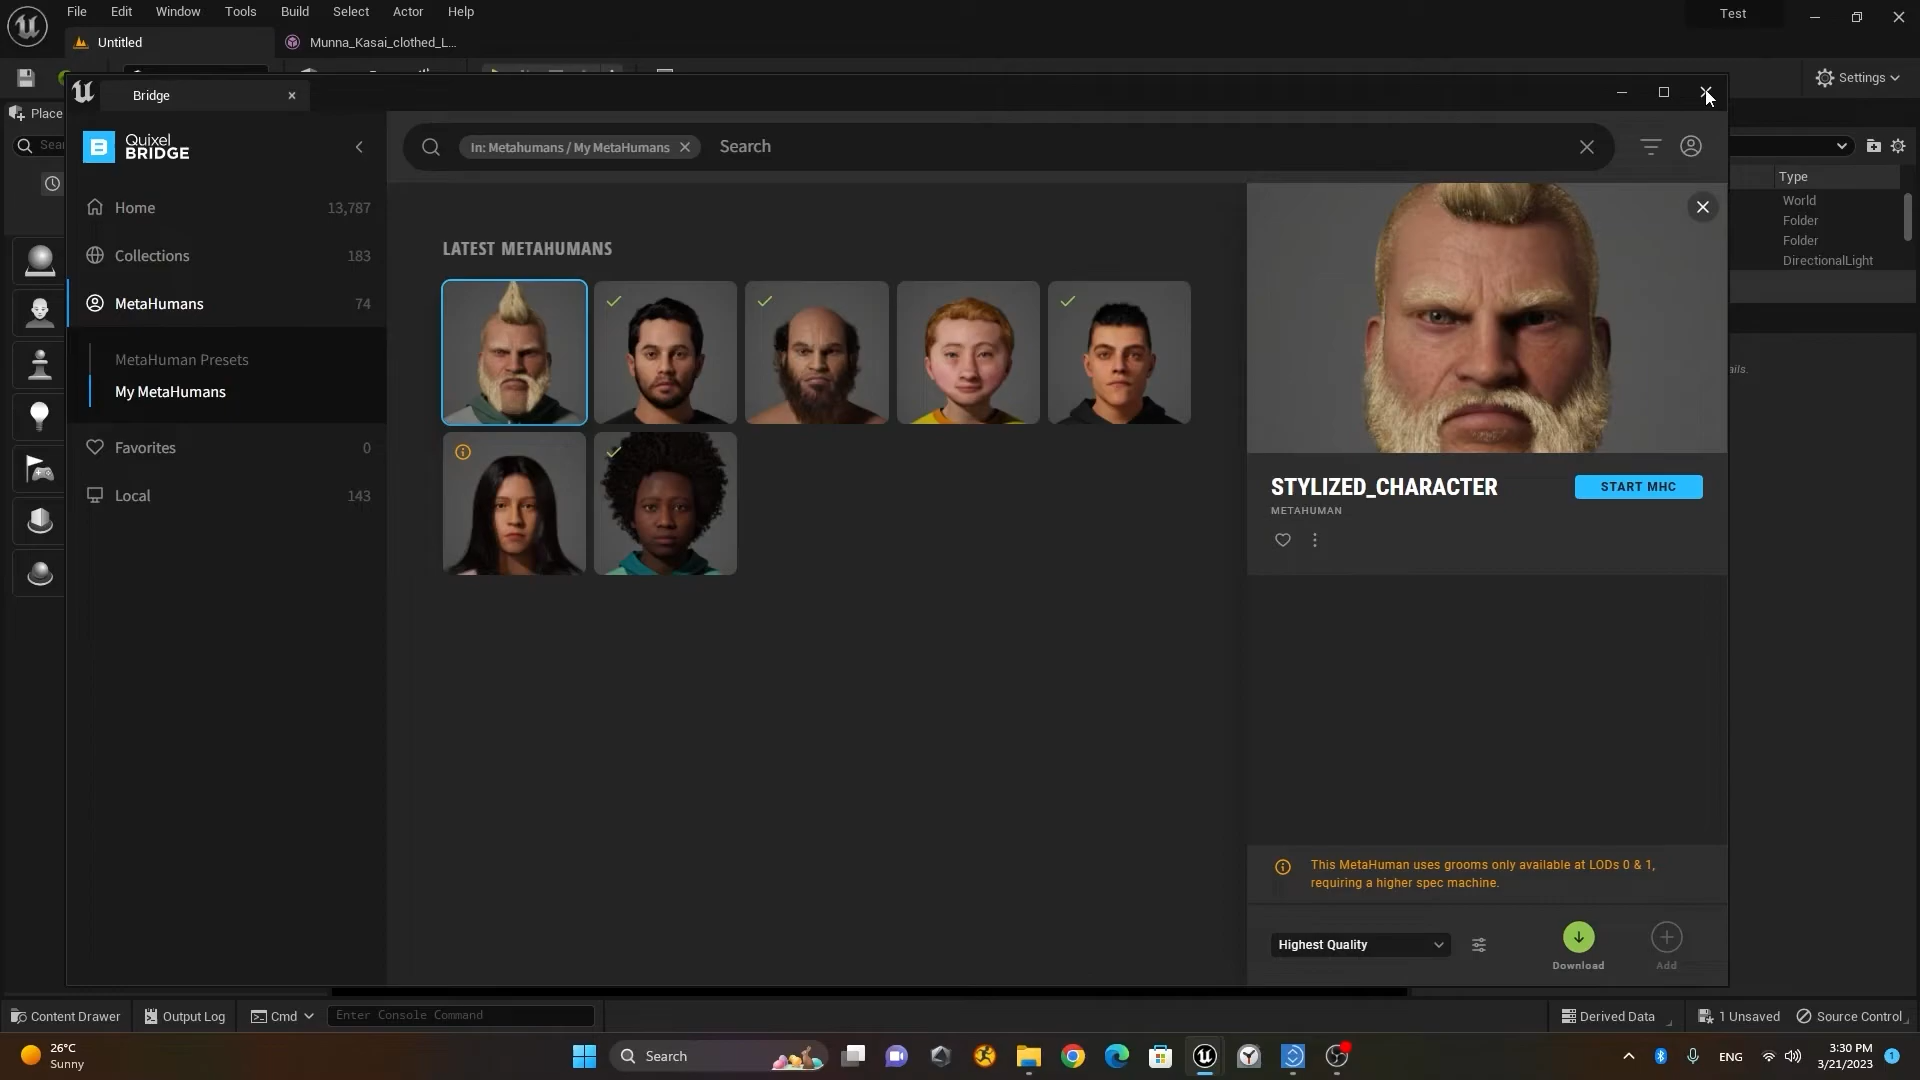 File Edit Window Tools Build Select Actor Help
Test
Untitled
Munna_Kasai_clothed_L...
Settings
Bridge
Place
Sea
Quixel
BRIDGE
In: Metahumans / My MetaHumans
Search
Type
World
Folder
Folder
DirectionalLight
ails.
Home 13,787
Collections 183
MetaHumans 74
MetaHuman Presets
My MetaHumans
Favorites 0
Local 143
LATEST METAHUMANS
STYLIZED_CHARACTER
START MHC
METAHUMAN
This MetaHuman uses grooms only available at LODs 0 & 1,
requiring a higher spec machine.
Highest Quality
Download
Add
Content Drawer
Output Log
Cmd
Enter Console Command
Derived Data
1 Unsaved
Source Control
26°C
Sunny
Search
ENG
3:30 PM
3/21/2023
1